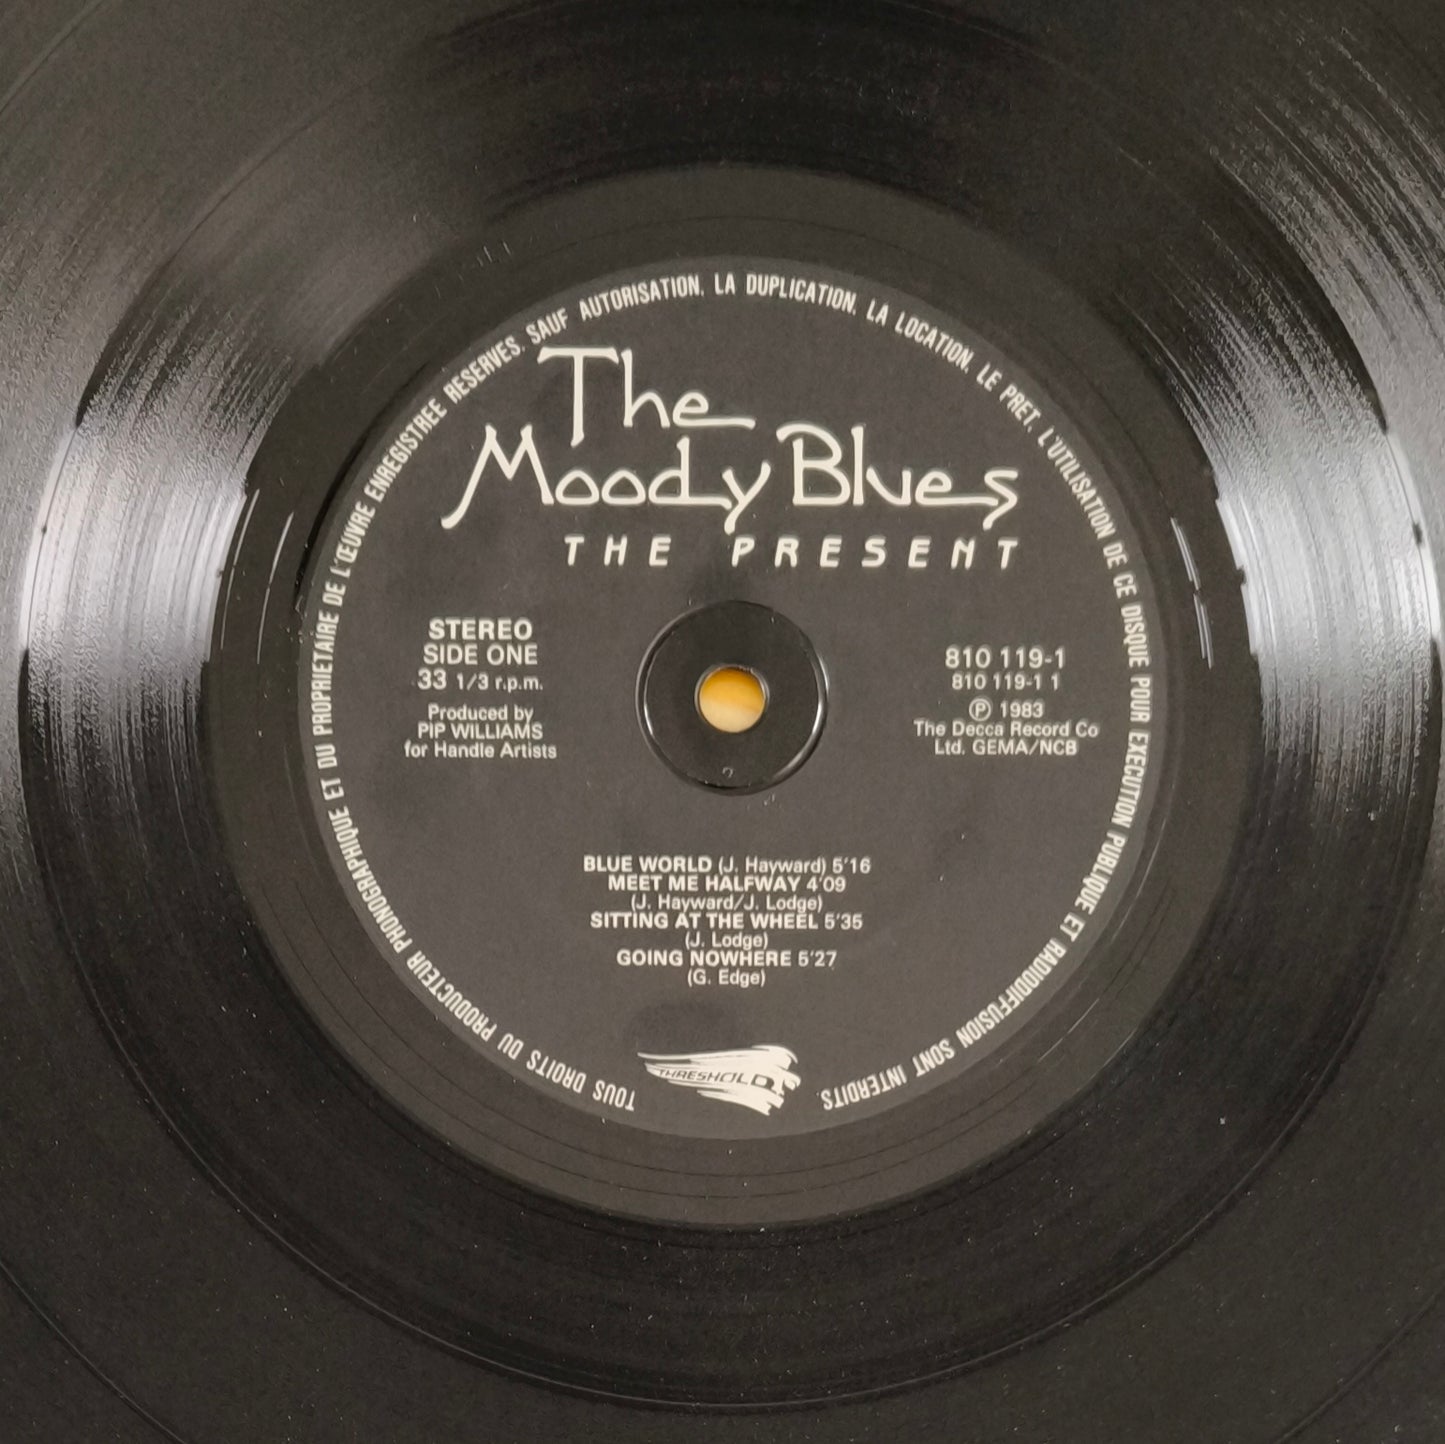 TOUS DROITS DU PRODUCTEUR PHONOGRAPHIQUE ET DU PROPRIETAIRE DE L'ŒUVRE ENREGISTREE RESERVES. SAUF AUTORISATION, LA DUPLICATION, LA LOCATION, LE PRET, L'UTILISATION DE CE DISQUE POUR EXECUTION PUBLIQUE ET RADIODIFFUSION SONT INTERDITS.
The
Moody Blues
THE PRESENT
STEREO
SIDE ONE
33 1/3 r.p.m.
Produced by
PIP WILLIAMS
for Handle Artists
810 119-1
810 119-1 1
℗ 1983
The Decca Record Co
Ltd. GEMA/NCB
BLUE WORLD (J. Hayward) 5'16
MEET ME HALFWAY 4'09
(J. Hayward/J. Lodge)
SITTING AT THE WHEEL 5'35
(J. Lodge)
GOING NOWHERE 5'27
(G. Edge)
THRESHOLD